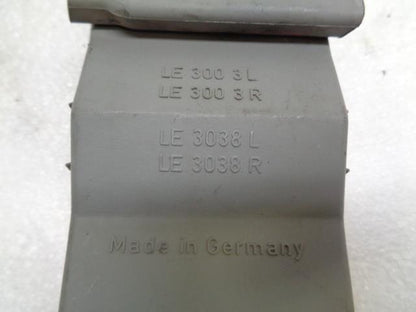 LE 300 3 L
LE 300 3 R
LE 3038 L
LE 3038 R
Made in Germany